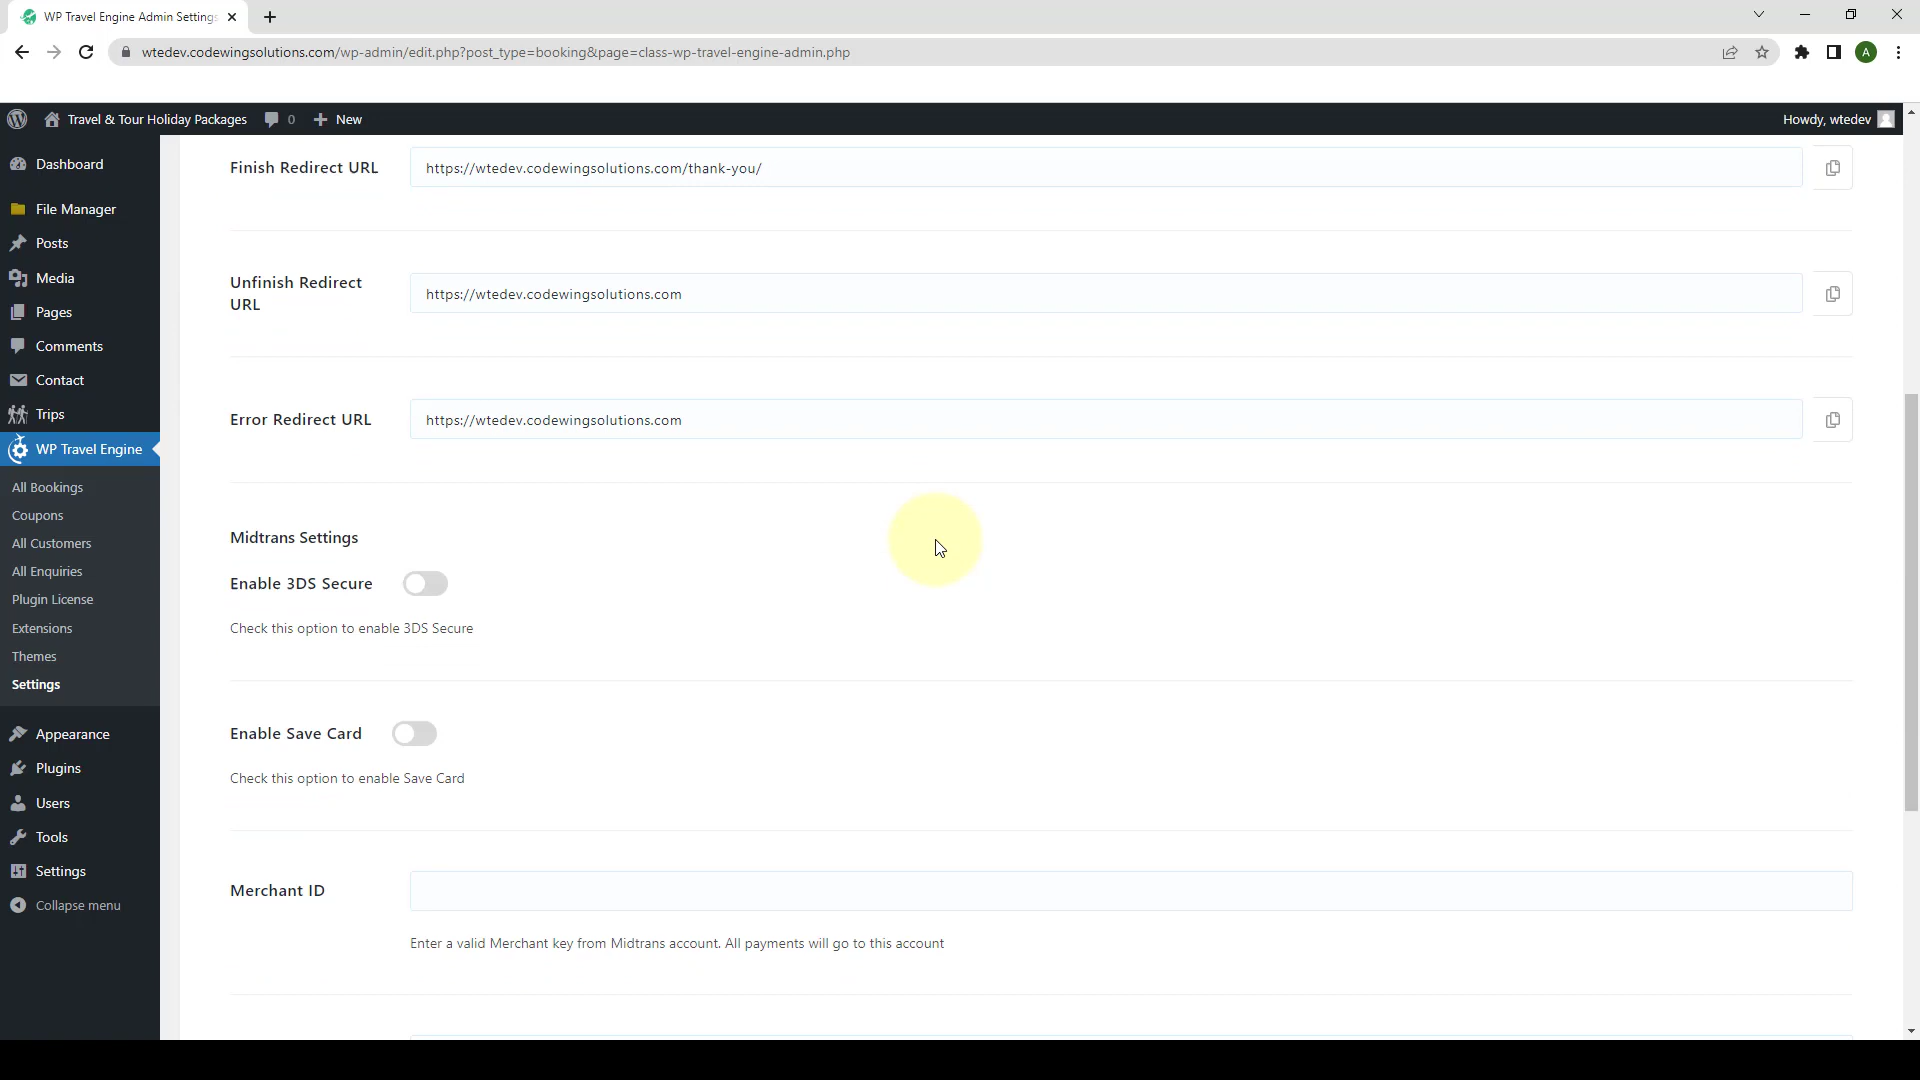 WP Travel Engine Admin Settings
wtedev.codewingsolutions.com/wp-admin/edit.php?post_type=booking&page=class-wp-travel-engine-admin.php
A
Travel & Tour Holiday Packages
0
New
Howdy, wtedev
Dashboard
File Manager
Posts
Media
Pages
Comments
Contact
Trips
WP Travel Engine
All Bookings
Coupons
All Customers
All Enquiries
Plugin License
Extensions
Themes
Settings
Appearance
Plugins
Users
Tools
Settings
Collapse menu
Finish Redirect URL
https://wtedev.codewingsolutions.com/thank-you/
Unfinish Redirect
URL
https://wtedev.codewingsolutions.com
Error Redirect URL
https://wtedev.codewingsolutions.com
Midtrans Settings
Enable 3DS Secure
Check this option to enable 3DS Secure
Enable Save Card
Check this option to enable Save Card
Merchant ID
Enter a valid Merchant key from Midtrans account. All payments will go to this account